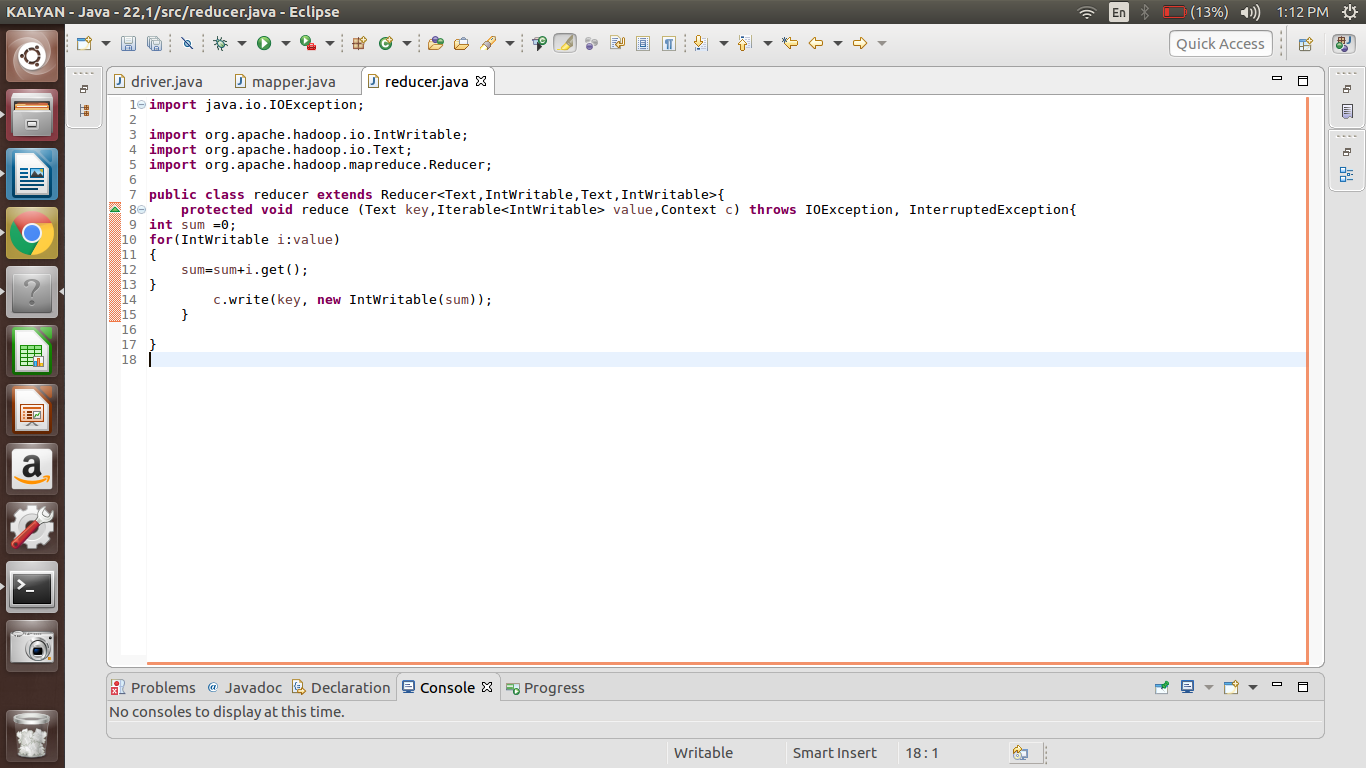 KALYAN - Java - 22,1/src/reducer.java - Eclipse
En
(13%)
1:12 PM
Quick Access
driver.java
mapper.java
reducer.java
1 import java.io.IOException;
2
3 import org.apache.hadoop.io.IntWritable;
4 import org.apache.hadoop.io.Text;
5 import org.apache.hadoop.mapreduce.Reducer;
6
7 public class reducer extends Reducer<Text,IntWritable,Text,IntWritable>{
8 protected void reduce (Text key,Iterable<IntWritable> value,Context c) throws IOException, InterruptedException{
9 int sum =0;
10 for(IntWritable i:value)
11 {
12 sum=sum+i.get();
13 }
14 c.write(key, new IntWritable(sum));
15 }
16
17 }
18
Problems
@ Javadoc
Declaration
Console
Progress
No consoles to display at this time.
Writable
Smart Insert
18 : 1